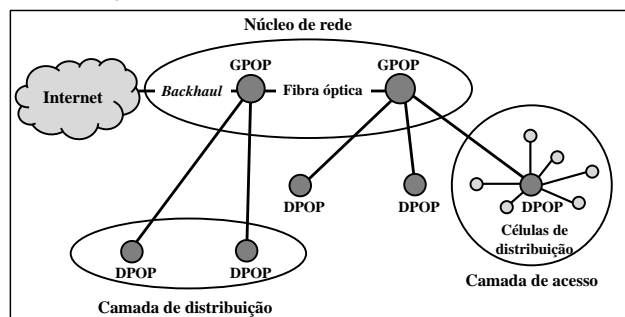 Núcleo de rede
GPOP
GPOP
Internet
Backhaul
Fibra óptica
DPOP
DPOP
DPOP
Células de
distribuição
DPOP
DPOP
Camada de acesso
Camada de distribuição